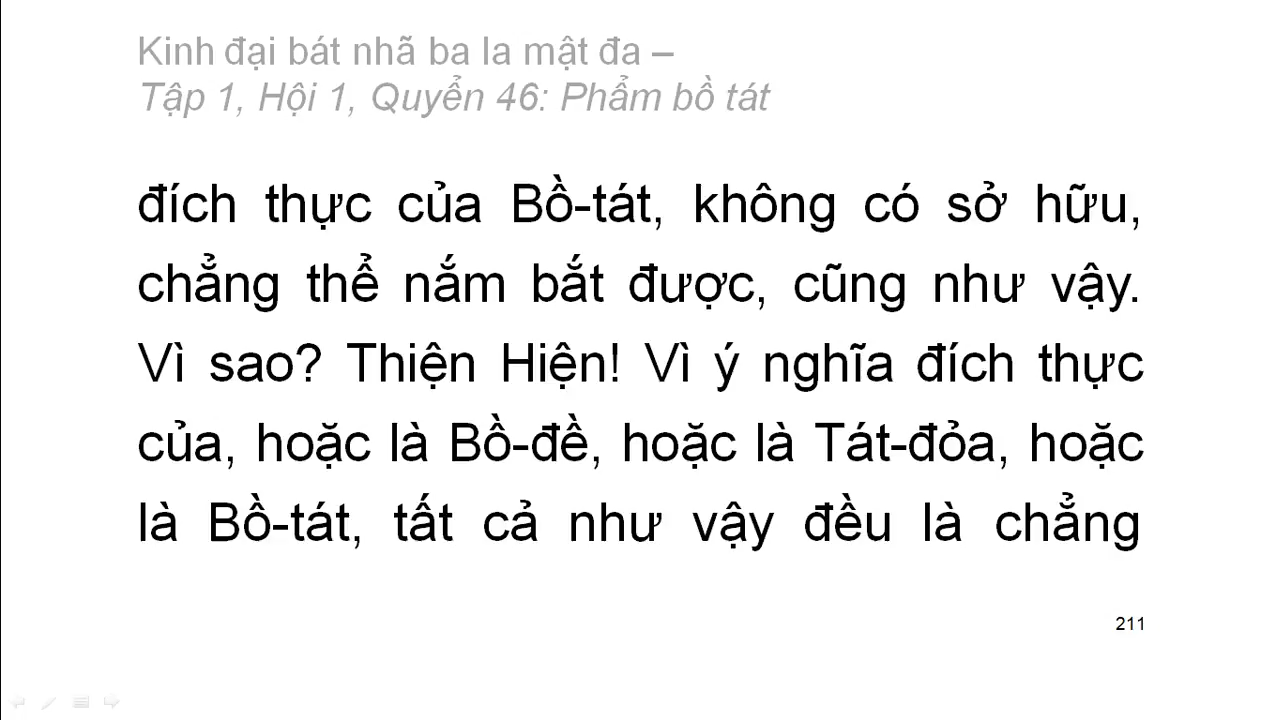 Kinh đại bát nhã ba la mật đa –
Tập 1, Hội 1, Quyển 46: Phẩm bồ tát
đích thực của Bồ-tát, không có sở hữu,
chẳng thể nắm bắt được, cũng như vậy.
Vì sao? Thiện Hiện! Vì ý nghĩa đích thực
của, hoặc là Bồ-đề, hoặc là Tát-đỏa, hoặc
là Bồ-tát, tất cả như vậy đều là chẳng
211